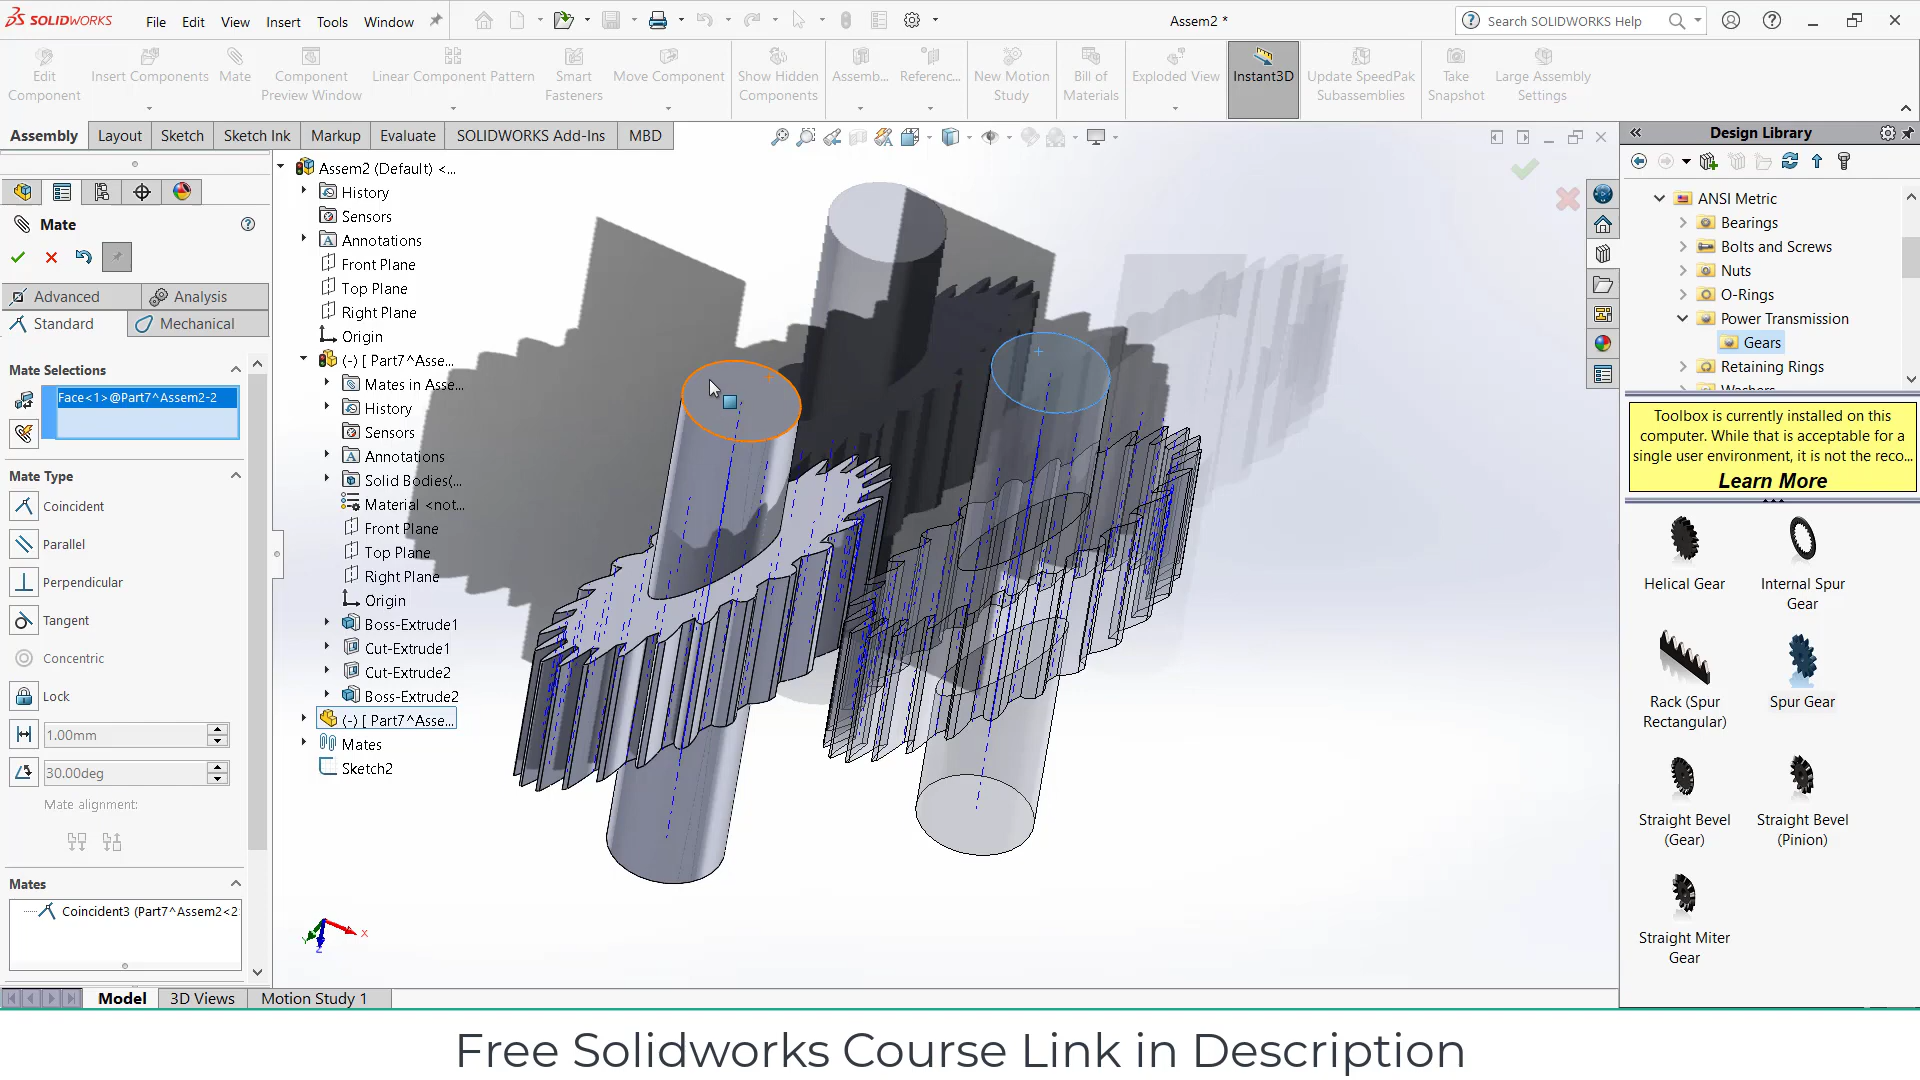 SOLIDWORKS File Edit View Insert Tools Window Assem2 * Search SOLIDWORKS Help
Edit Component
Insert Components
Mate
Component Preview Window
Linear Component Pattern
Smart Fasteners
Move Component
Show Hidden Components
Assemb...
Referenc...
New Motion Study
Bill of Materials
Exploded View
Instant3D
Update SpeedPak Subassemblies
Take Snapshot
Large Assembly Settings
Assembly Layout Sketch Sketch Ink Markup Evaluate SOLIDWORKS Add-Ins MBD
Mate
Advanced Analysis
Standard Mechanical
Mate Selections
Face<1>@Part7^Assem2-2
Mate Type
Coincident
Parallel
Perpendicular
Tangent
Concentric
Lock
1.00mm
30.00deg
Mate alignment:
Mates
Coincident3 (Part7^Assem2<2
Assem2 (Default) <...
History
Sensors
Annotations
Front Plane
Top Plane
Right Plane
Origin
(-) [ Part7^Asse...
Mates in Asse...
History
Sensors
Annotations
Solid Bodies(...
Material <not...
Front Plane
Top Plane
Right Plane
Origin
Boss-Extrude1
Cut-Extrude1
Cut-Extrude2
Boss-Extrude2
(-) [ Part7^Asse...
Mates
Sketch2
X
Y
Z
Design Library
ANSI Metric
Bearings
Bolts and Screws
Nuts
O-Rings
Power Transmission
Gears
Retaining Rings
Washers
Toolbox is currently installed on this
computer. While that is acceptable for a
single user environment, it is not the reco...
Learn More
Helical Gear
Internal Spur Gear
Rack (Spur Rectangular)
Spur Gear
Straight Bevel (Gear)
Straight Bevel (Pinion)
Straight Miter Gear
Model 3D Views Motion Study 1
Free Solidworks Course Link in Description